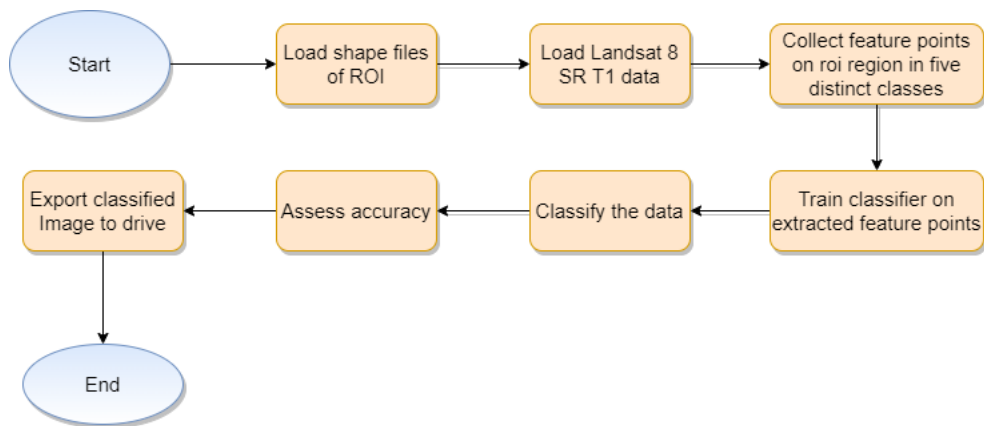 Start
Load shape files
of ROI
Load Landsat 8
SR T1 data
Collect feature points
on roi region in five
distinct classes
Train classifier on
extracted feature points
Classify the data
Assess accuracy
Export classified
Image to drive
End